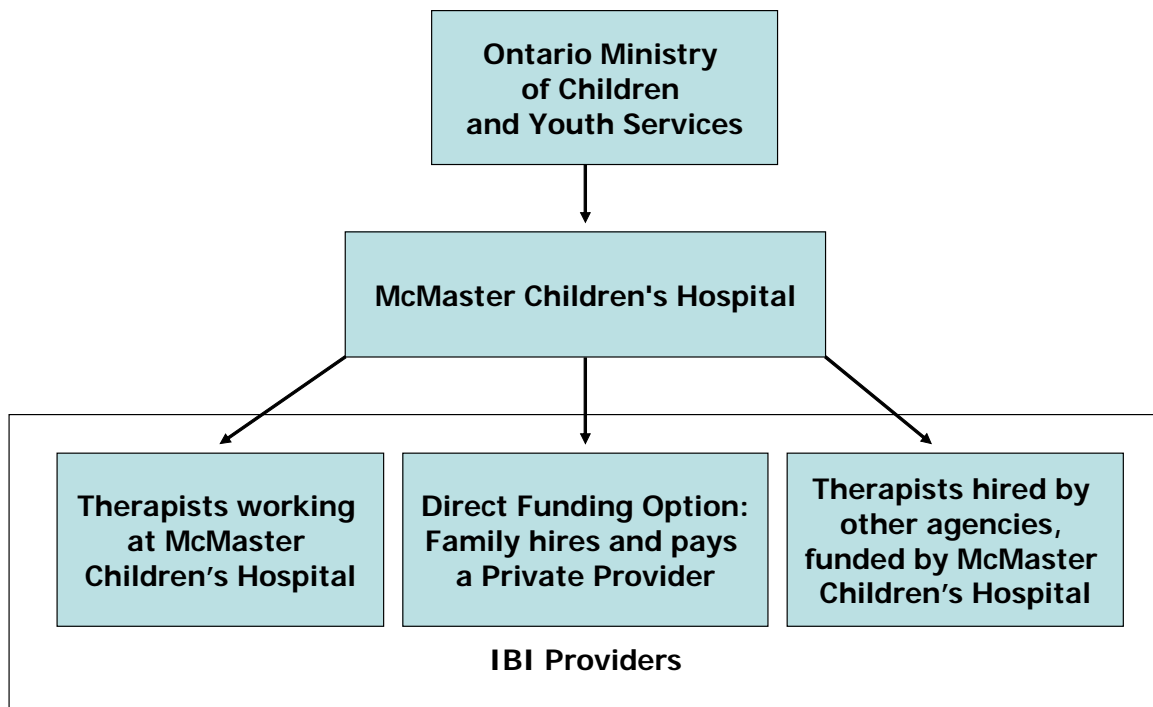 Ontario Ministry
of Children
and Youth Services
McMaster Children's Hospital
Therapists working
at McMaster
Children’s Hospital
Direct Funding Option:
Family hires and pays
a Private Provider
Therapists hired by
other agencies,
funded by McMaster
Children’s Hospital
IBI Providers